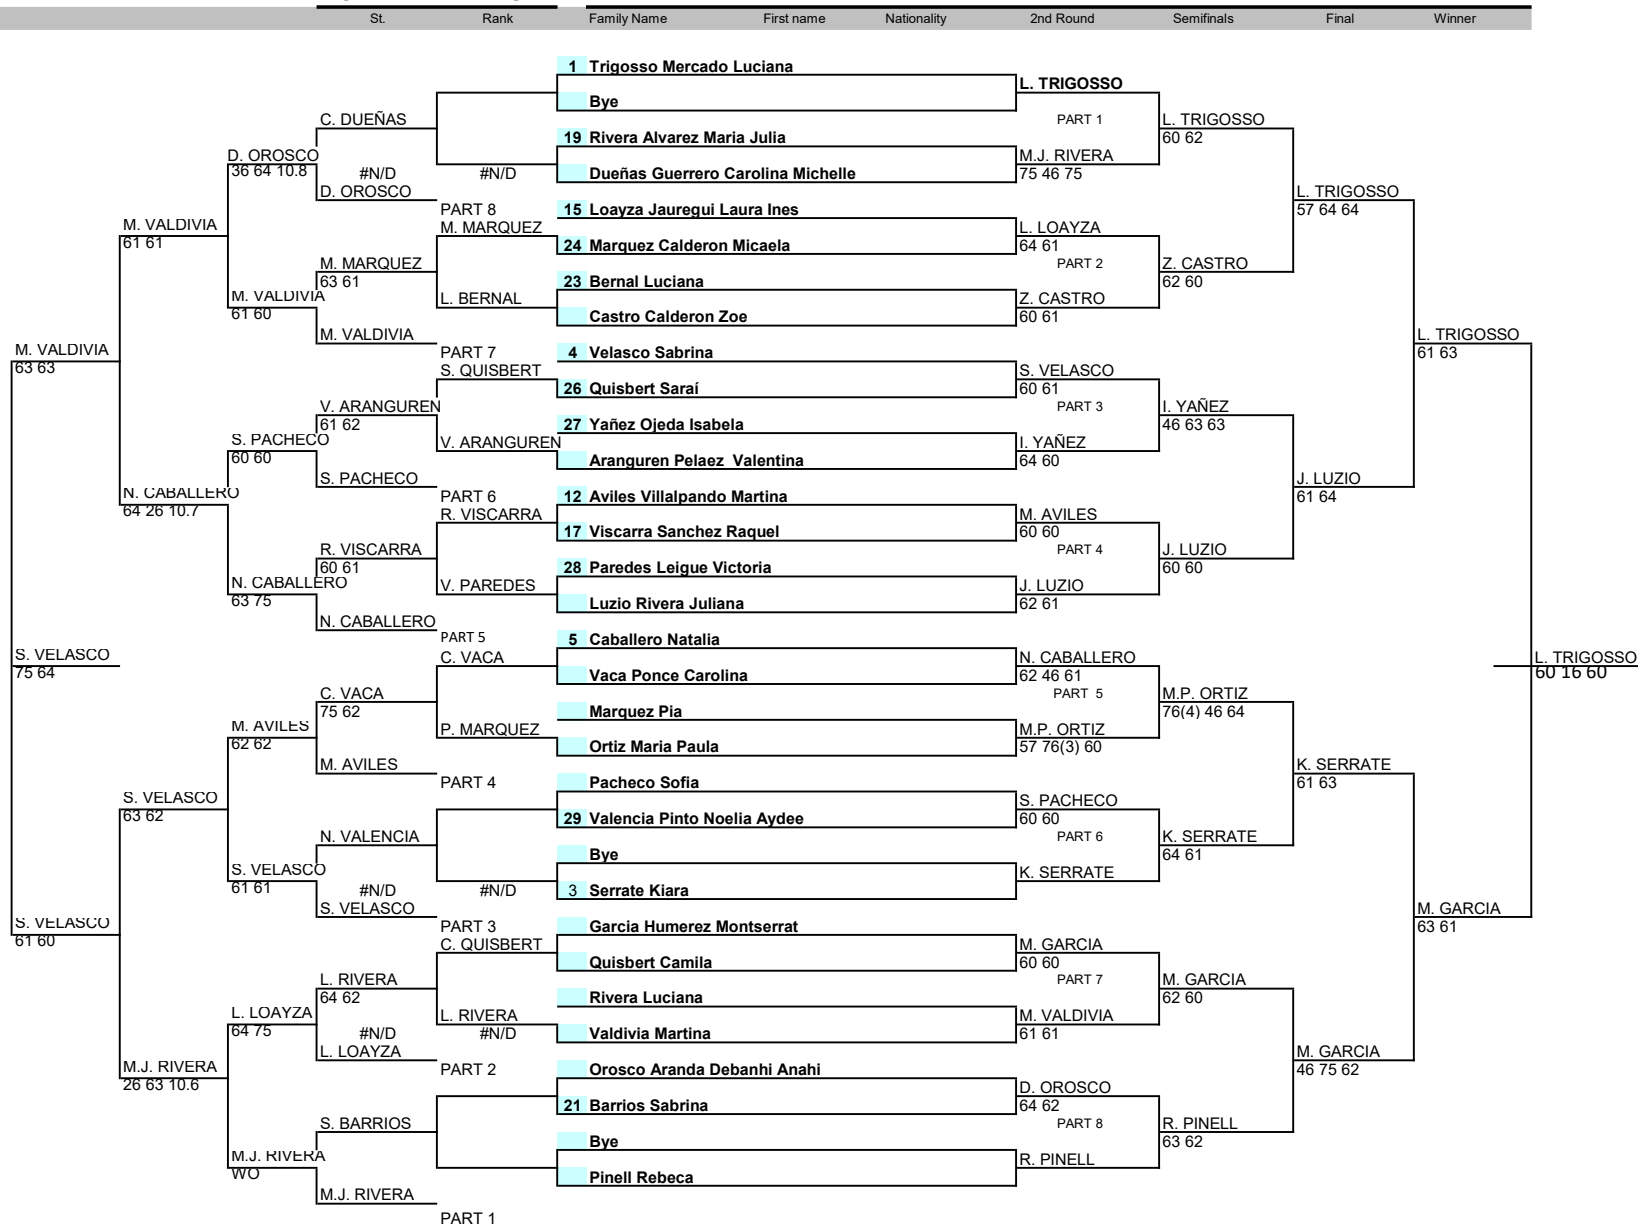 St. Rank Family Name First name Nationality 2nd Round Semifinals Final Winner
1 Trigosso Mercado Luciana
L. TRIGOSSO
Bye
C. DUEÑAS PART 1 L. TRIGOSSO
19 Rivera Alvarez Maria Julia 60 62
D. OROSCO M.J. RIVERA
36 64 10.8 #N/D #N/D Dueñas Guerrero Carolina Michelle 75 46 75
D. OROSCO L. TRIGOSSO
PART 8 15 Loayza Jauregui Laura Ines 57 64 64
M. VALDIVIA M. MARQUEZ L. LOAYZA
61 61 24 Marquez Calderon Micaela 64 61
M. MARQUEZ PART 2 Z. CASTRO
63 61 23 Bernal Luciana 62 60
M. VALDIVIA L. BERNAL Z. CASTRO
61 60 Castro Calderon Zoe 60 61
M. VALDIVIA L. TRIGOSSO
M. VALDIVIA PART 7 4 Velasco Sabrina 61 63
63 63 S. QUISBERT S. VELASCO
26 Quisbert Saraí 60 61
V. ARANGUREN PART 3 I. YAÑEZ
61 62 27 Yañez Ojeda Isabela 46 63 63
S. PACHECO V. ARANGUREN I. YAÑEZ
60 60 Aranguren Pelaez Valentina 64 60
S. PACHECO J. LUZIO
N. CABALLERO PART 6 12 Aviles Villalpando Martina 61 64
64 26 10.7 R. VISCARRA M. AVILES
17 Viscarra Sanchez Raquel 60 60
R. VISCARRA PART 4 J. LUZIO
60 61 28 Paredes Leigue Victoria 60 60
N. CABALLERO V. PAREDES J. LUZIO
63 75 Luzio Rivera Juliana 62 61
N. CABALLERO
PART 5 5 Caballero Natalia
S. VELASCO C. VACA N. CABALLERO L. TRIGOSSO
75 64 Vaca Ponce Carolina 62 46 61 60 16 60
C. VACA PART 5 M.P. ORTIZ
75 62 Marquez Pia 76(4) 46 64
M. AVILES P. MARQUEZ M.P. ORTIZ
62 62 Ortiz Maria Paula 57 76(3) 60
M. AVILES K. SERRATE
PART 4 Pacheco Sofia 61 63
S. VELASCO S. PACHECO
63 62 29 Valencia Pinto Noelia Aydee 60 60
N. VALENCIA PART 6 K. SERRATE
Bye 64 61
S. VELASCO K. SERRATE
61 61 #N/D #N/D 3 Serrate Kiara
S. VELASCO M. GARCIA
S. VELASCO PART 3 Garcia Humerez Montserrat 63 61
61 60 C. QUISBERT M. GARCIA
Quisbert Camila 60 60
L. RIVERA PART 7 M. GARCIA
64 62 Rivera Luciana 62 60
L. LOAYZA L. RIVERA M. VALDIVIA
64 75 #N/D #N/D Valdivia Martina 61 61
L. LOAYZA M. GARCIA
M.J. RIVERA PART 2 Orosco Aranda Debanhi Anahi 46 75 62
26 63 10.6 D. OROSCO
21 Barrios Sabrina 64 62
S. BARRIOS PART 8 R. PINELL
Bye 63 62
M.J. RIVERA R. PINELL
WO Pinell Rebeca
M.J. RIVERA
PART 1